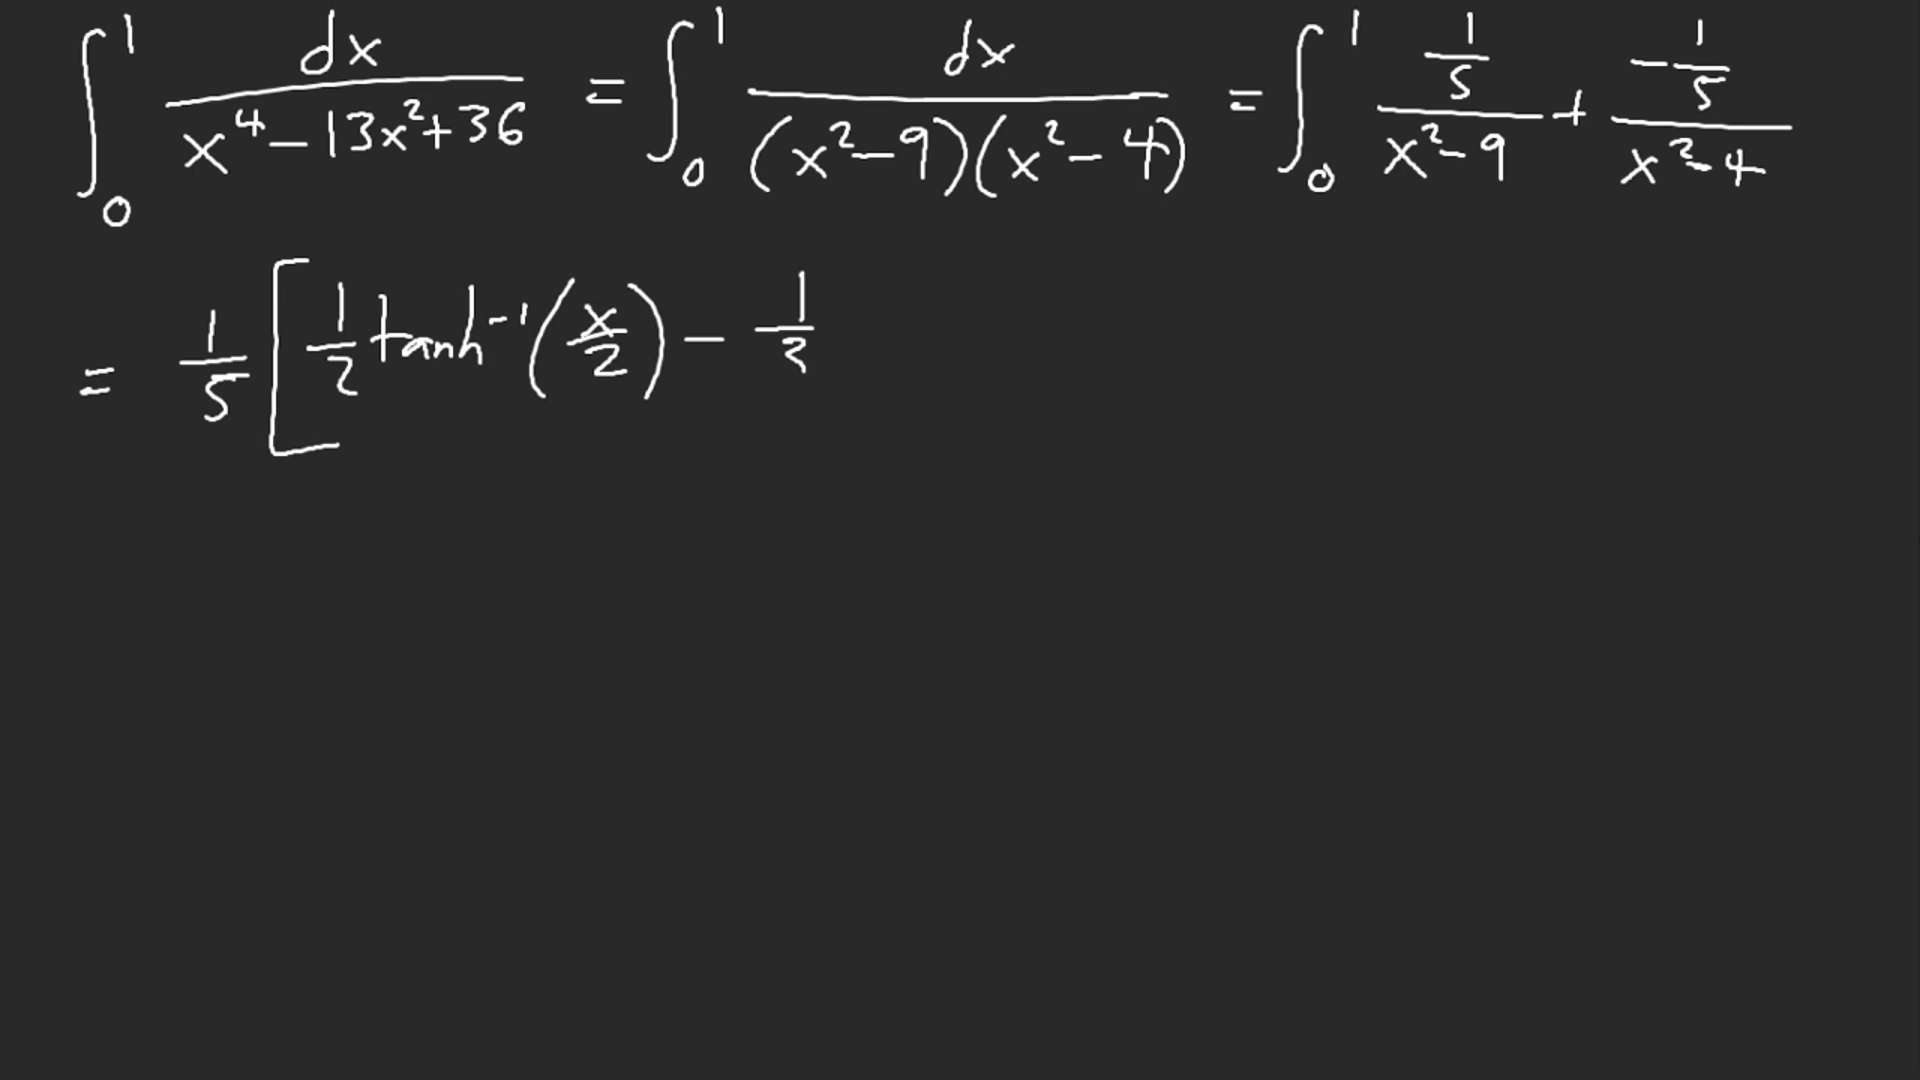 ∫₀¹ dx/(x⁴-13x²+36) = ∫₀¹ dx/((x²-9)(x²-4)) = ∫₀¹ (1/5)/(x²-9) + (-1/5)/(x²-4)
= 1/5 [1/2 tanh⁻¹(x/2) - 1/3